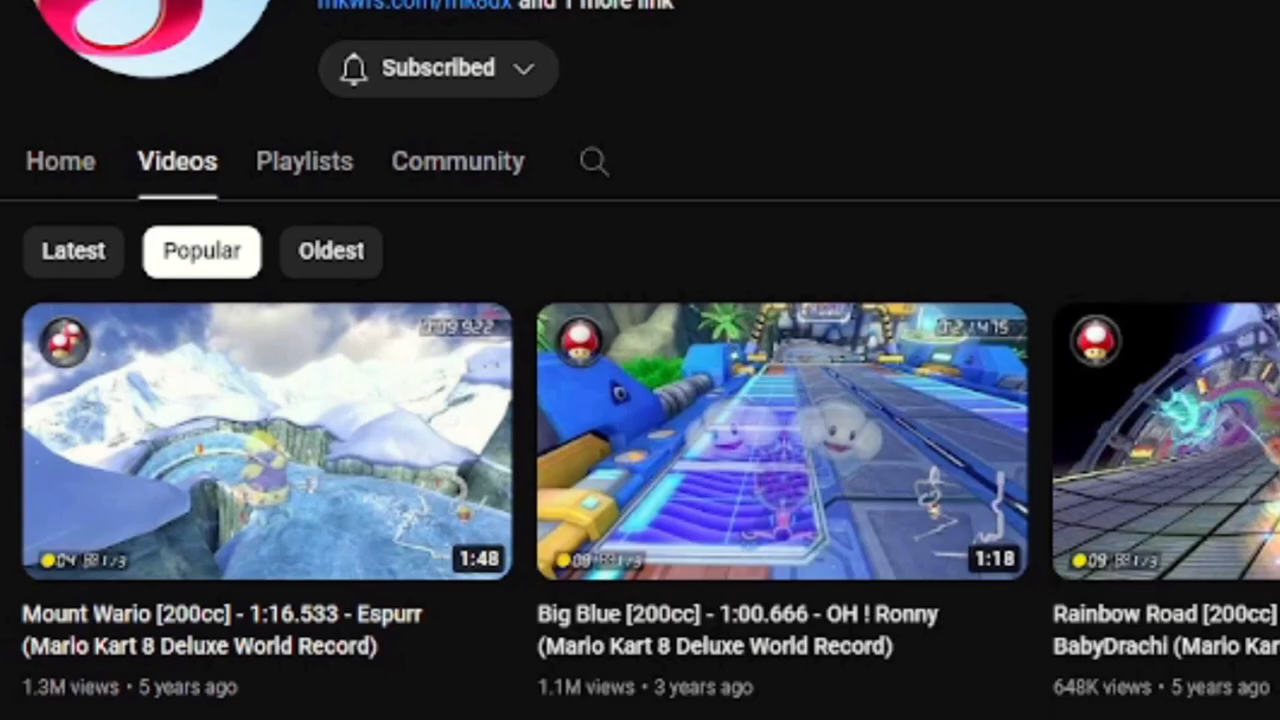 mkwrs.com/mk8dx and 1 more link
Subscribed
Home Videos Playlists Community
Latest Popular Oldest
1:48
1:18
Mount Wario [200cc] - 1:16.533 - Espurr
(Mario Kart 8 Deluxe World Record)
1.3M views • 5 years ago
Big Blue [200cc] - 1:00.666 - OH ! Ronny
(Mario Kart 8 Deluxe World Record)
1.1M views • 3 years ago
Rainbow Road [200cc]
BabyDrachi (Mario Kar
648K views • 5 years ago